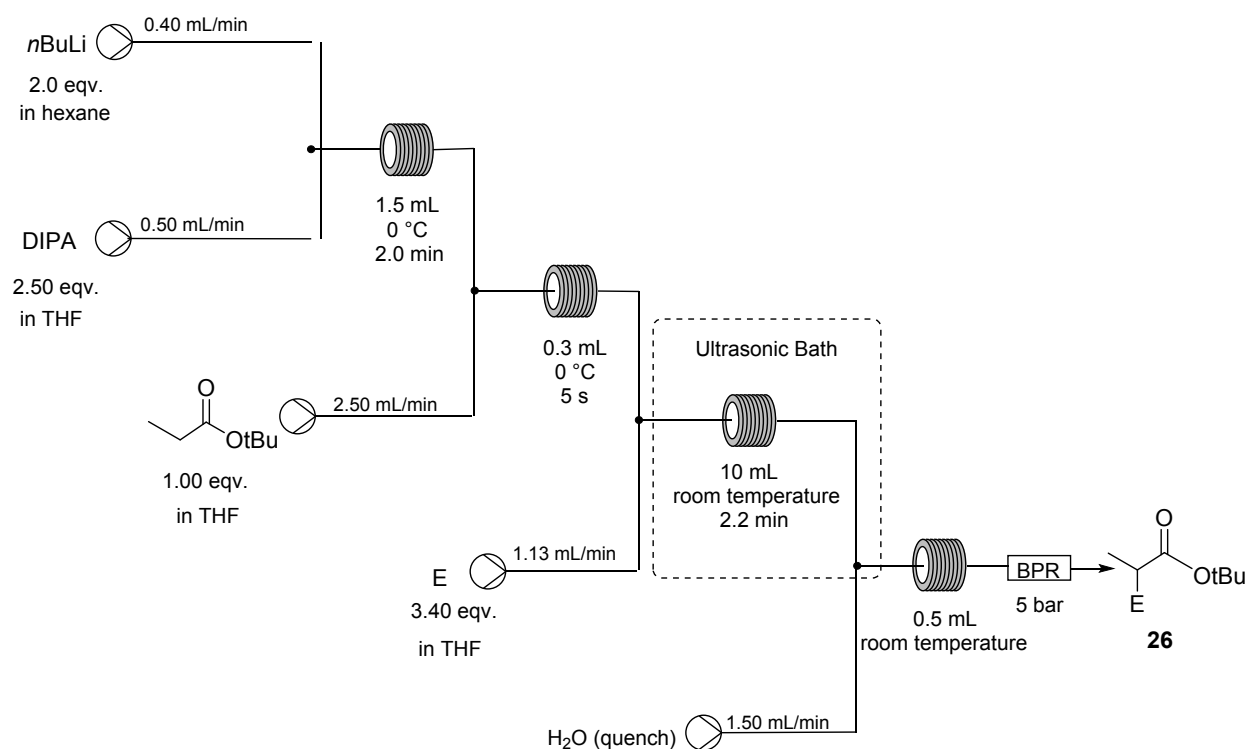 nBuLi
0.40 mL/min
2.0 eqv.
in hexane
DIPA
0.50 mL/min
2.50 eqv.
in THF
1.5 mL
0 °C
2.0 min
O
OtBu
2.50 mL/min
1.00 eqv.
in THF
0.3 mL
0 °C
5 s
Ultrasonic Bath
10 mL
room temperature
2.2 min
E
1.13 mL/min
3.40 eqv.
in THF
0.5 mL
room temperature
BPR
5 bar
O
OtBu
E
26
H₂O (quench)
1.50 mL/min